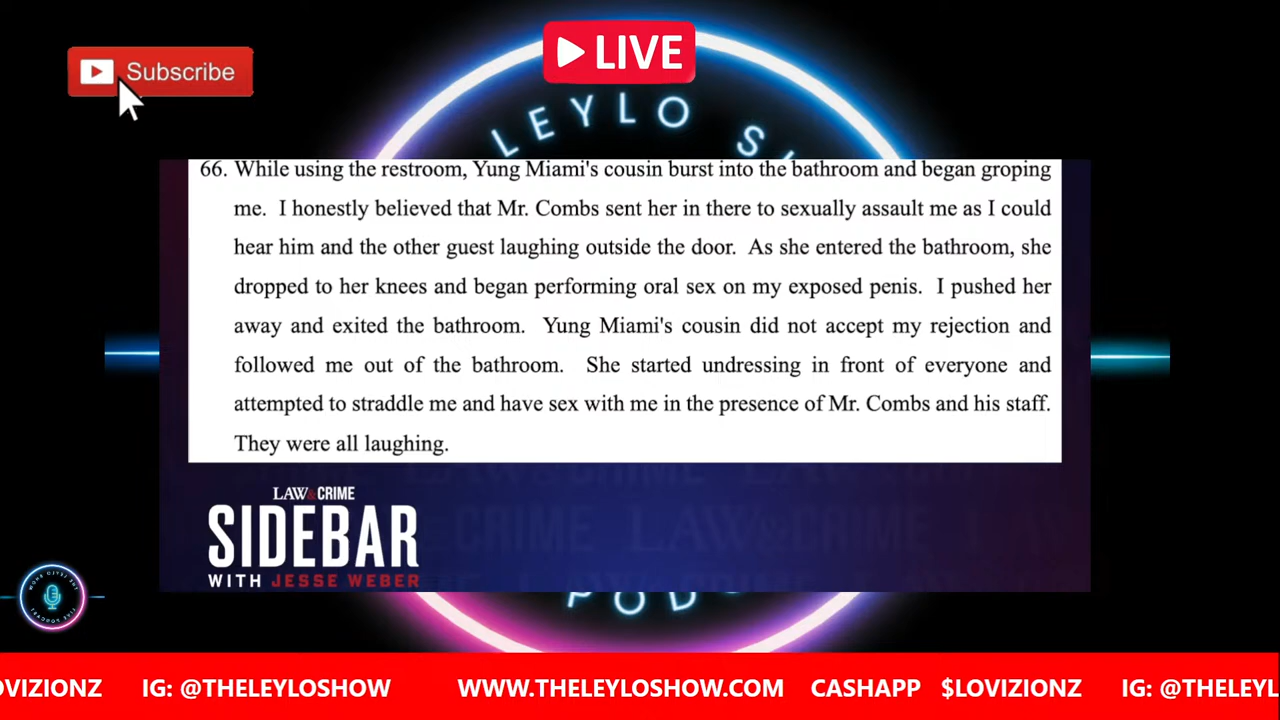 Subscribe
LIVE
LEYLO S
66. While using the restroom, Yung Miami's cousin burst into the bathroom and began groping
me. I honestly believed that Mr. Combs sent her in there to sexually assault me as I could
hear him and the other guest laughing outside the door. As she entered the bathroom, she
dropped to her knees and began performing oral sex on my exposed penis. I pushed her
away and exited the bathroom. Yung Miami's cousin did not accept my rejection and
followed me out of the bathroom. She started undressing in front of everyone and
attempted to straddle me and have sex with me in the presence of Mr. Combs and his staff.
They were all laughing.
LAW&CRIME
SIDEBAR
WITH JESSE WEBER
CRIME LAW&CRIME
POD
OVIZIONZ IG: @THELEYLOSHOW WWW.THELEYLOSHOW.COM CASHAPP $LOVIZIONZ IG: @THELEYL